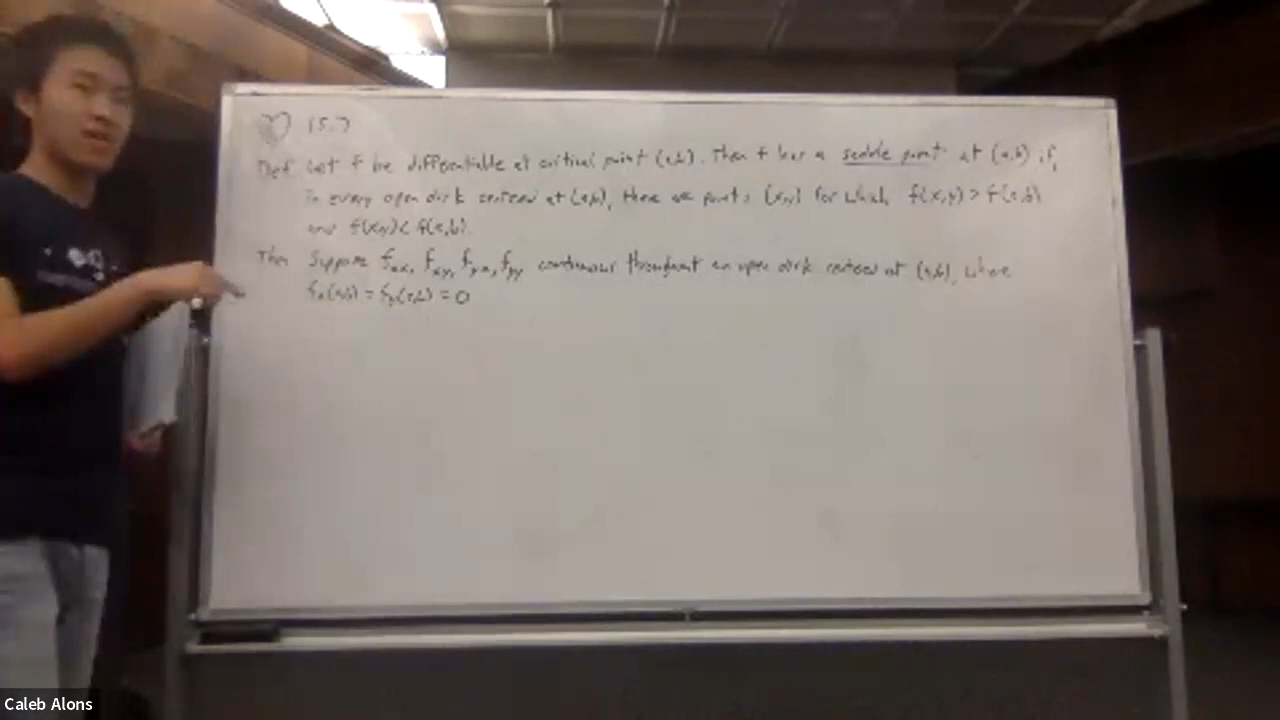 ♡ 15.7
Def Let f be differentiable at critical point (a,b). Then f has a saddle point at (a,b) if,
in every open disk centered at (a,b), there are points (x,y) for which f(x,y) > f(a,b)
and f(x,y) < f(a,b).
Thm Suppose fxx, fxy, fyx, fyy continuous throughout an open disk centered at (a,b), where
fx(a,b) = fy(a,b) = 0
Caleb Alons